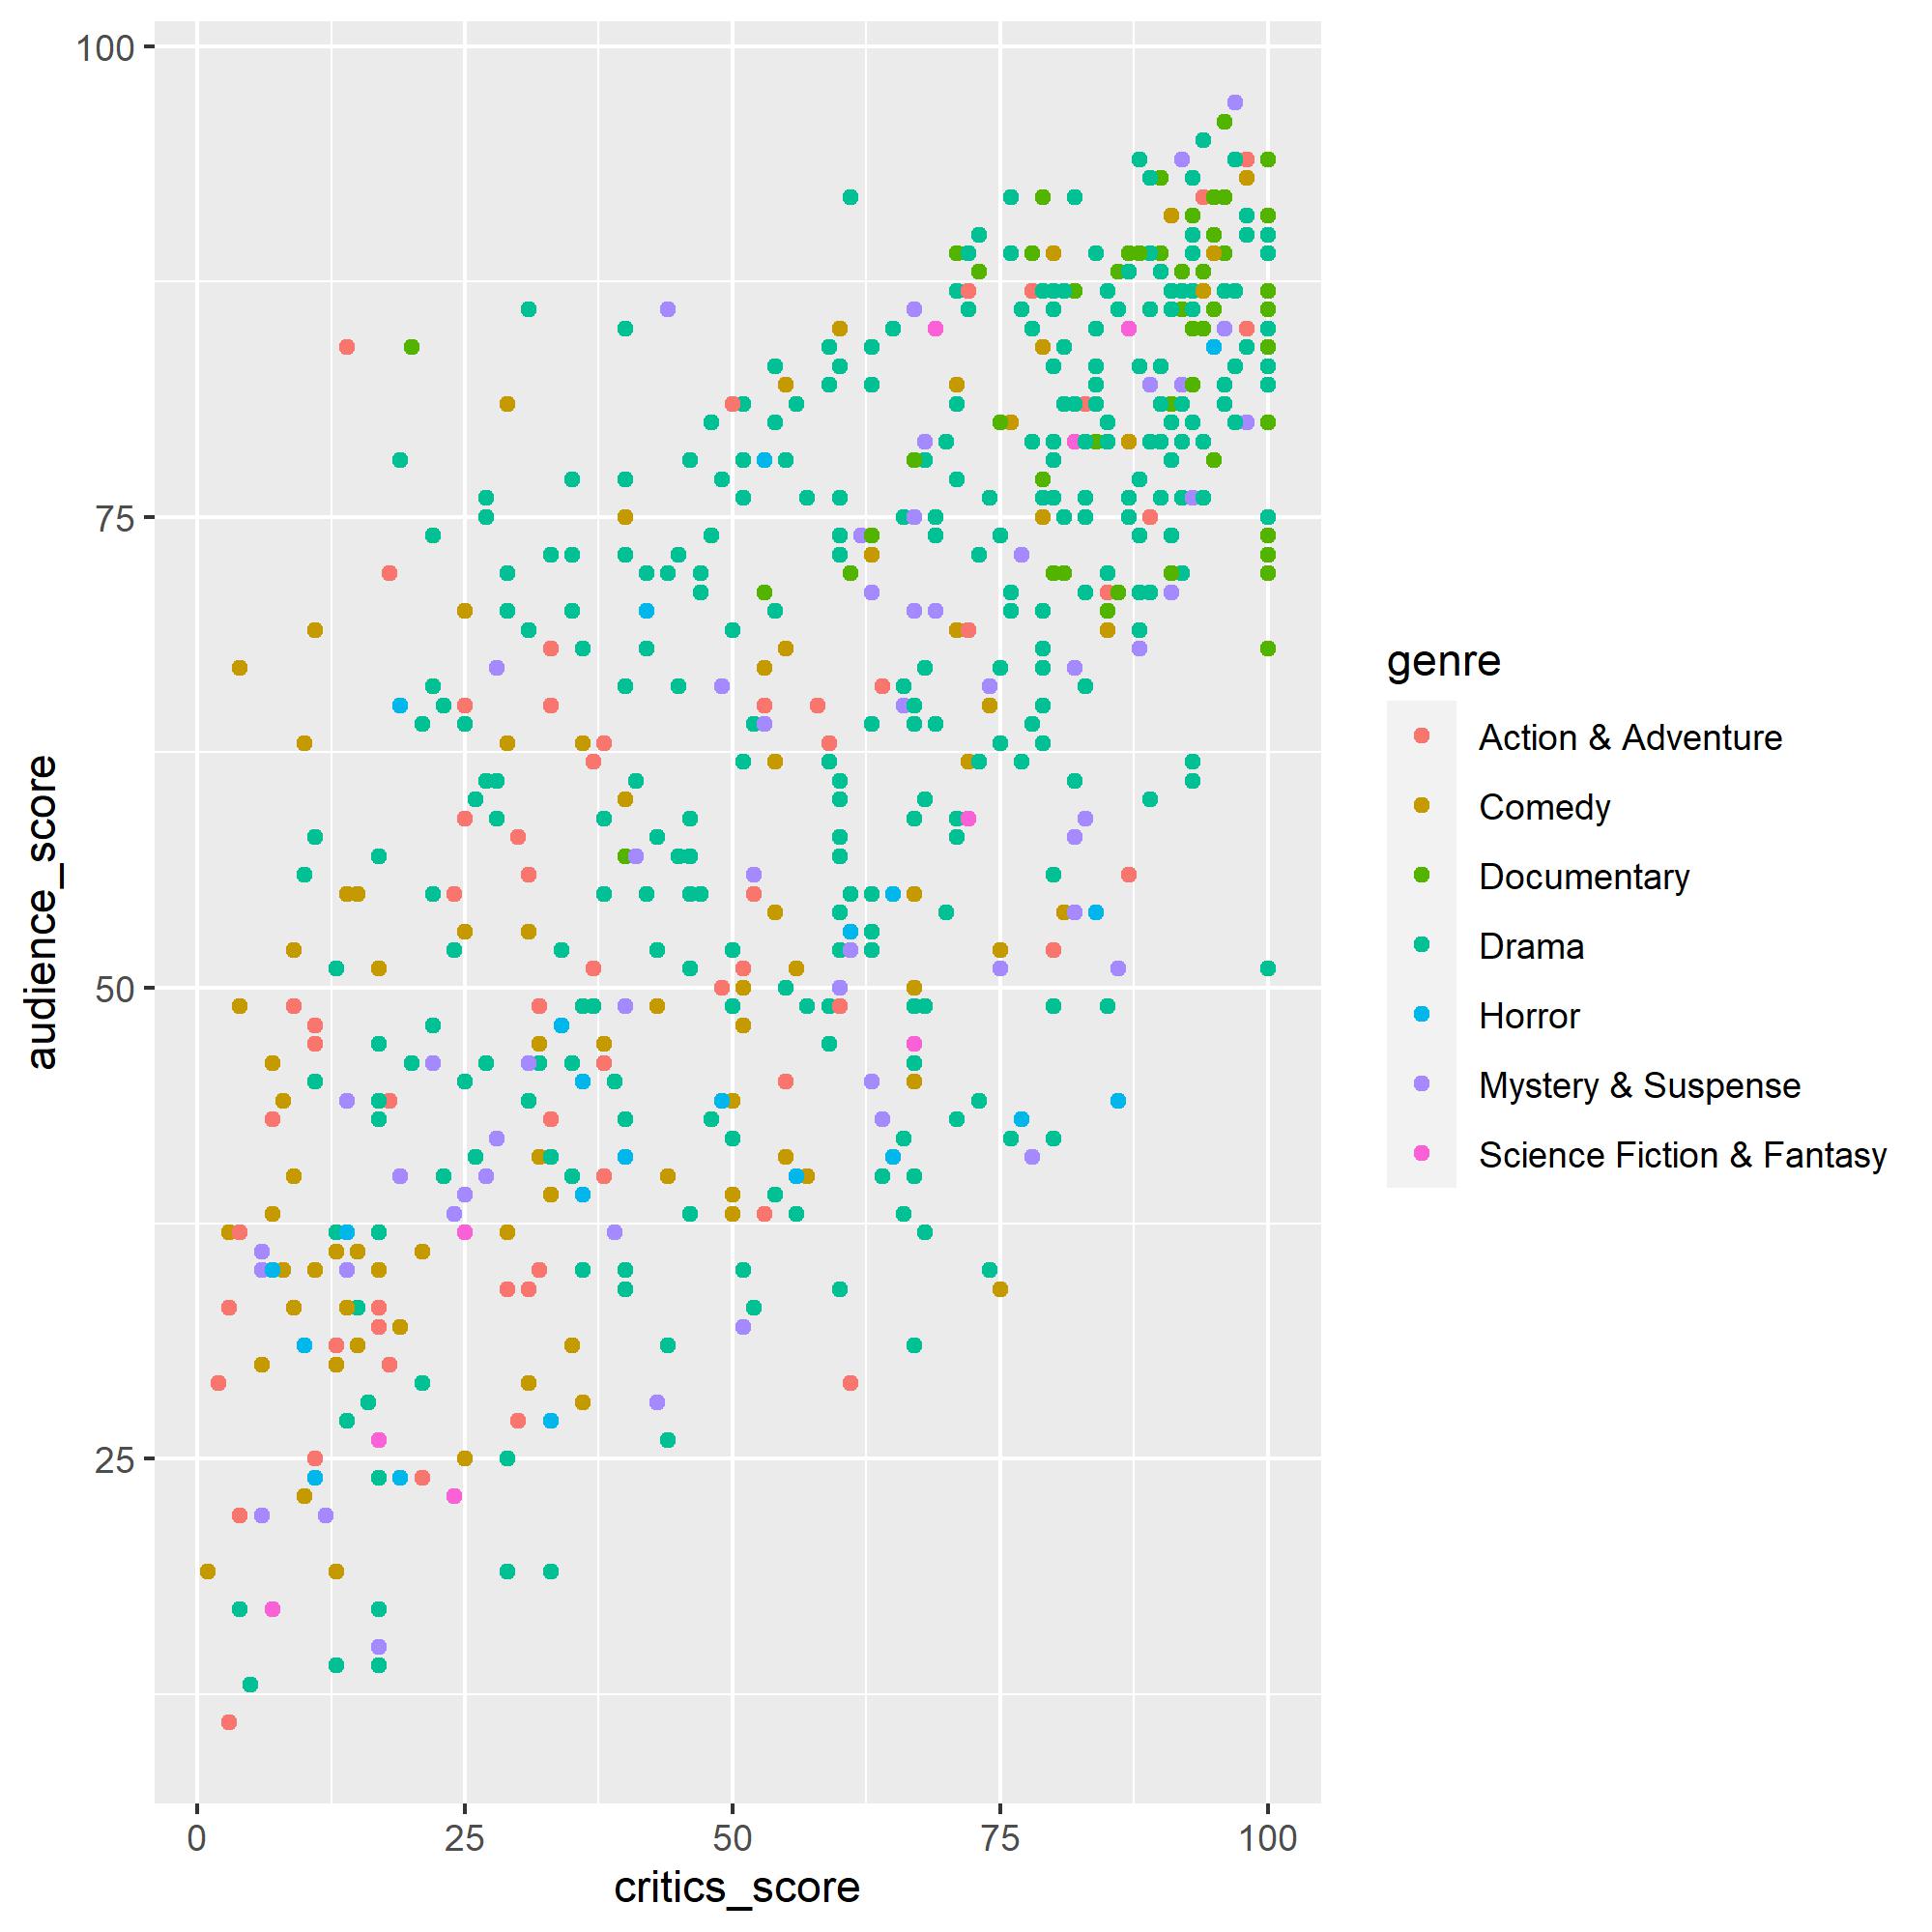 100
75
50
25
audience_score
0 25 50 75 100
critics_score
genre
Action & Adventure
Comedy
Documentary
Drama
Horror
Mystery & Suspense
Science Fiction & Fantasy